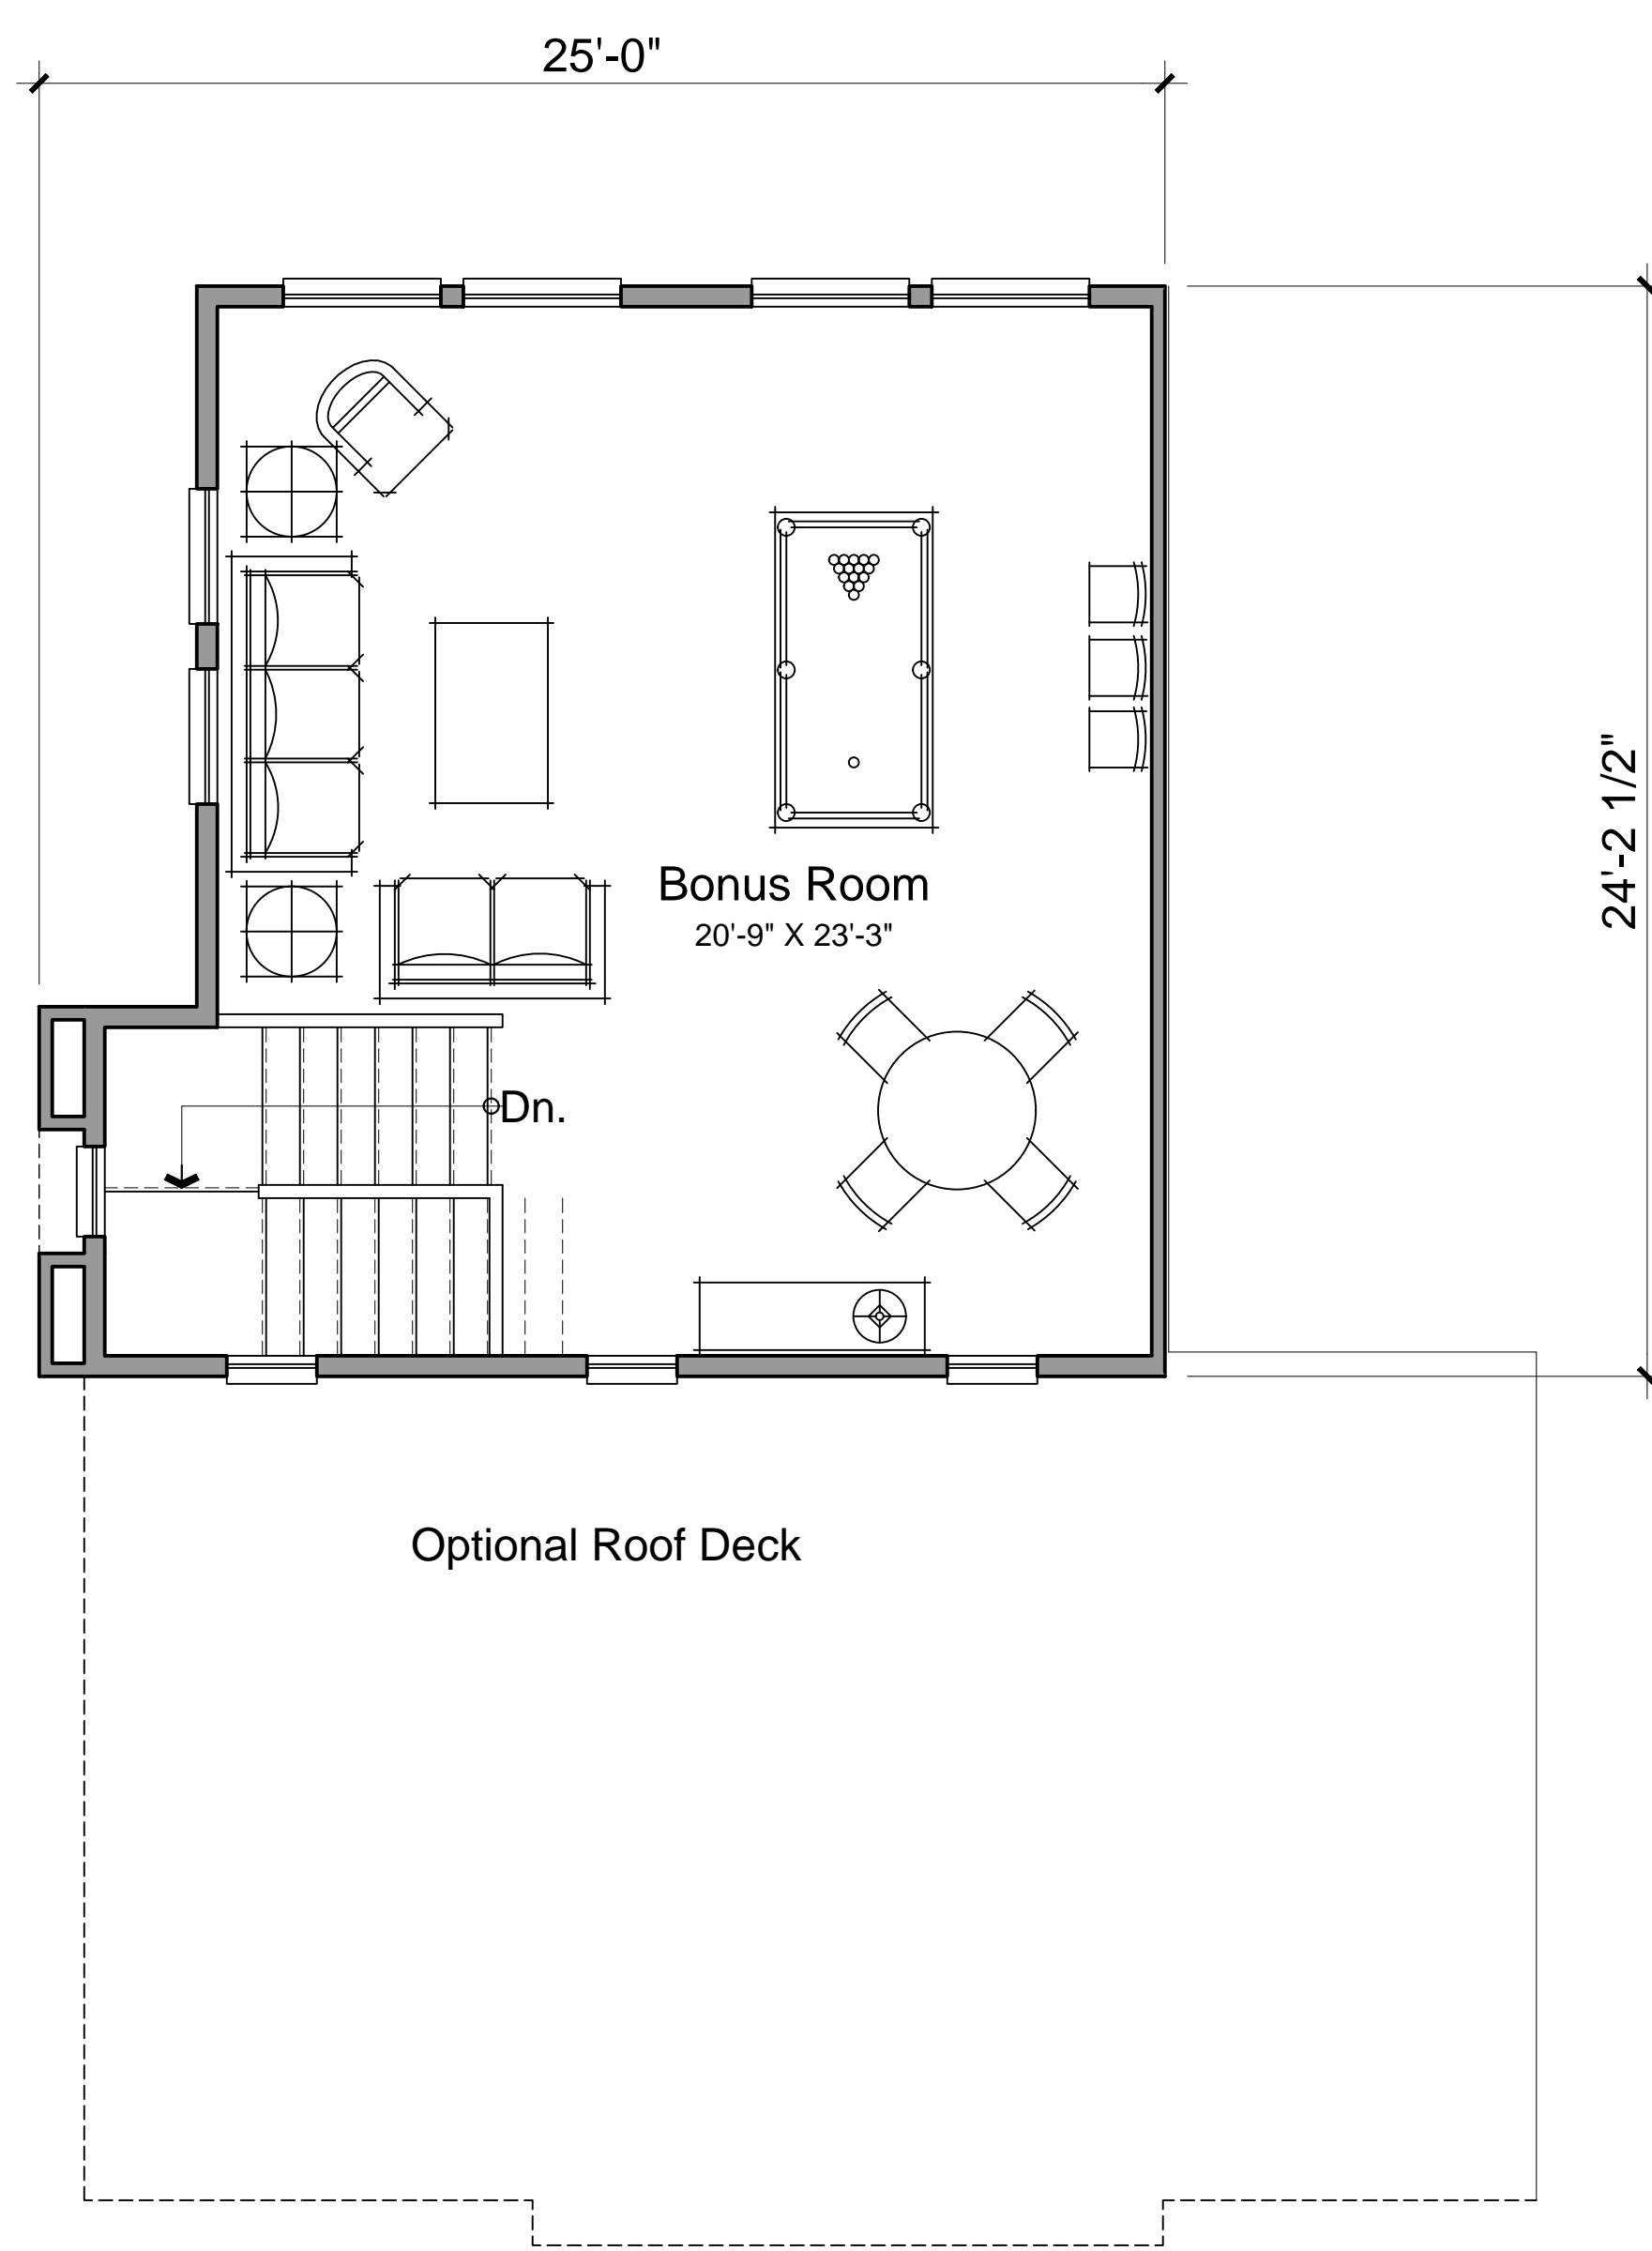 25'-0"
24'-2 1/2"
Bonus Room
20'-9" X 23'-3"
Dn.
Optional Roof Deck